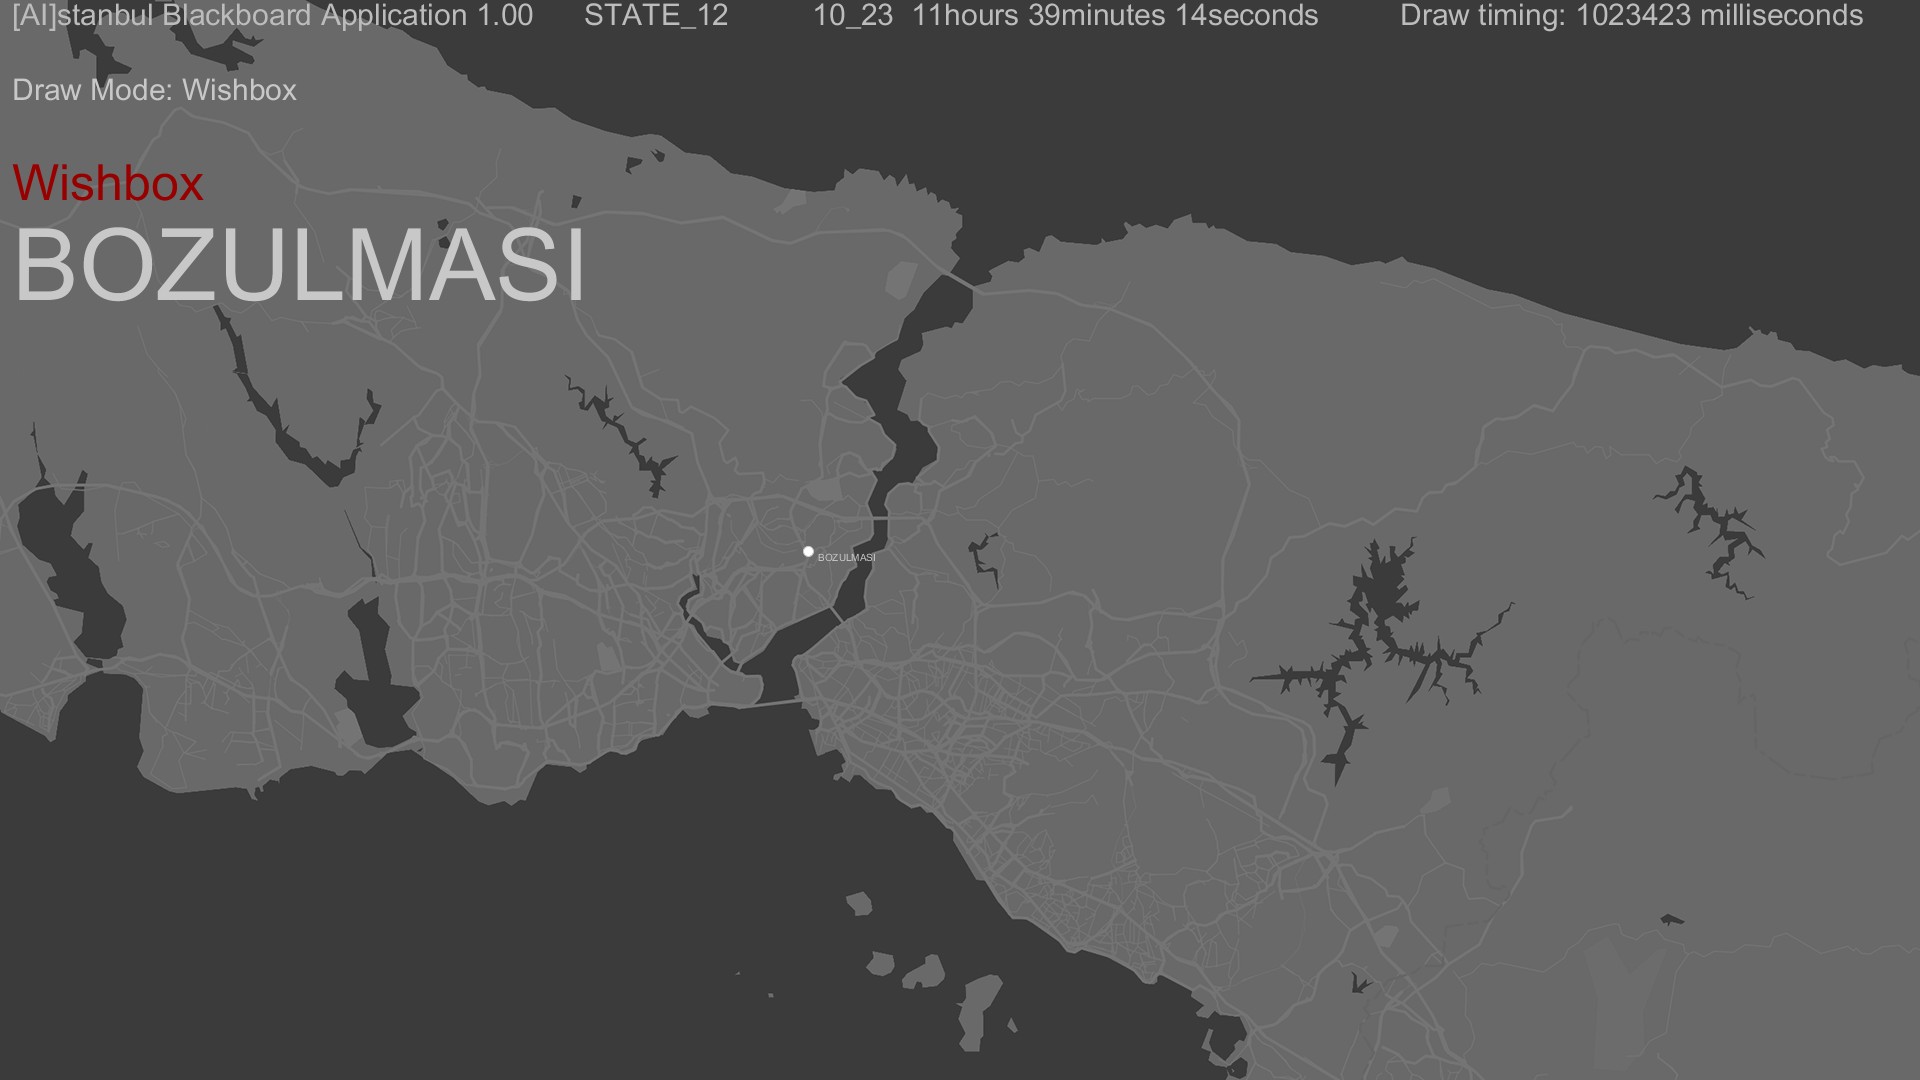 [AI]stanbul Blackboard Application 1.00 STATE_12 10_23 11hours 39minutes 14seconds Draw timing: 1023423 milliseconds
Draw Mode: Wishbox
Wishbox
BOZULMASI
BOZULMASI